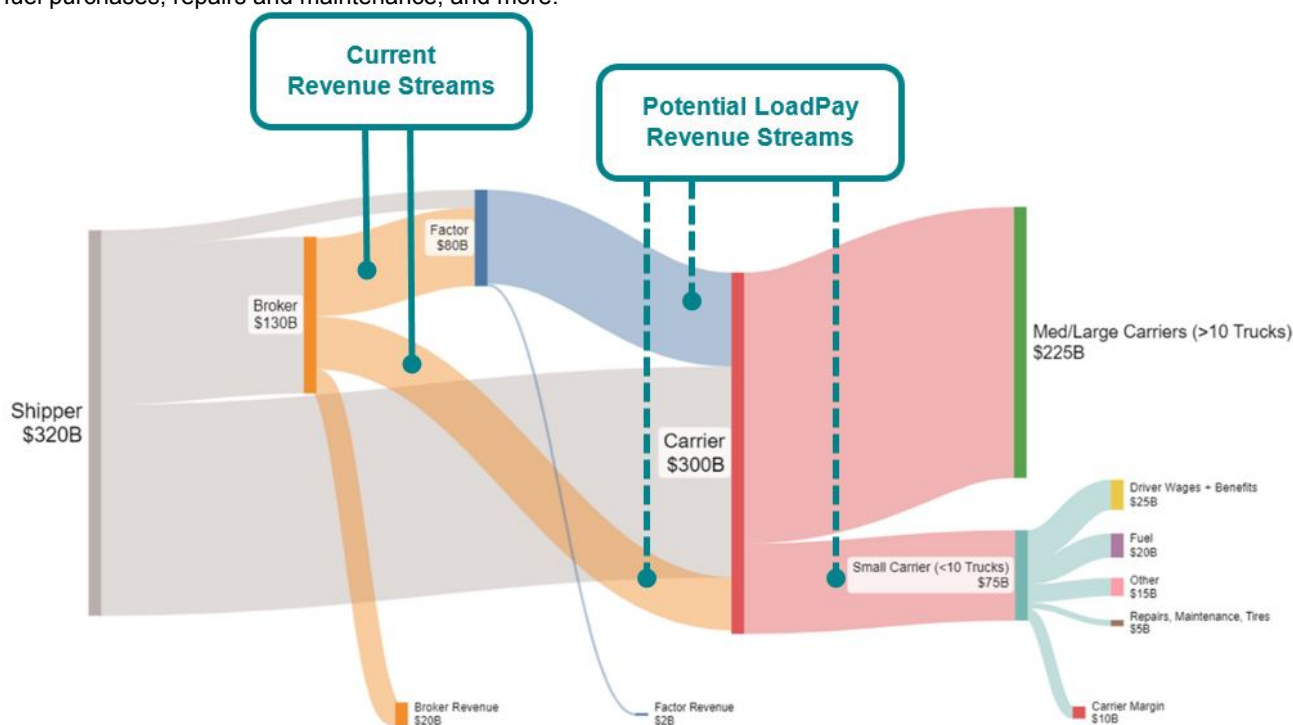 fuel purchases, repairs and maintenance, and more.
Current
Revenue Streams
Potential LoadPay
Revenue Streams
Factor
$80B
Broker
$130B
Med/Large Carriers (>10 Trucks)
$225B
Shipper
$320B
Carrier
$300B
Driver Wages + Benefits
$25B
Fuel
$20B
Small Carrier (<10 Trucks)
$75B
Other
$15B
Repairs, Maintenance, Tires
$5B
Broker Revenue
$20B
Factor Revenue
$2B
Carrier Margin
$10B